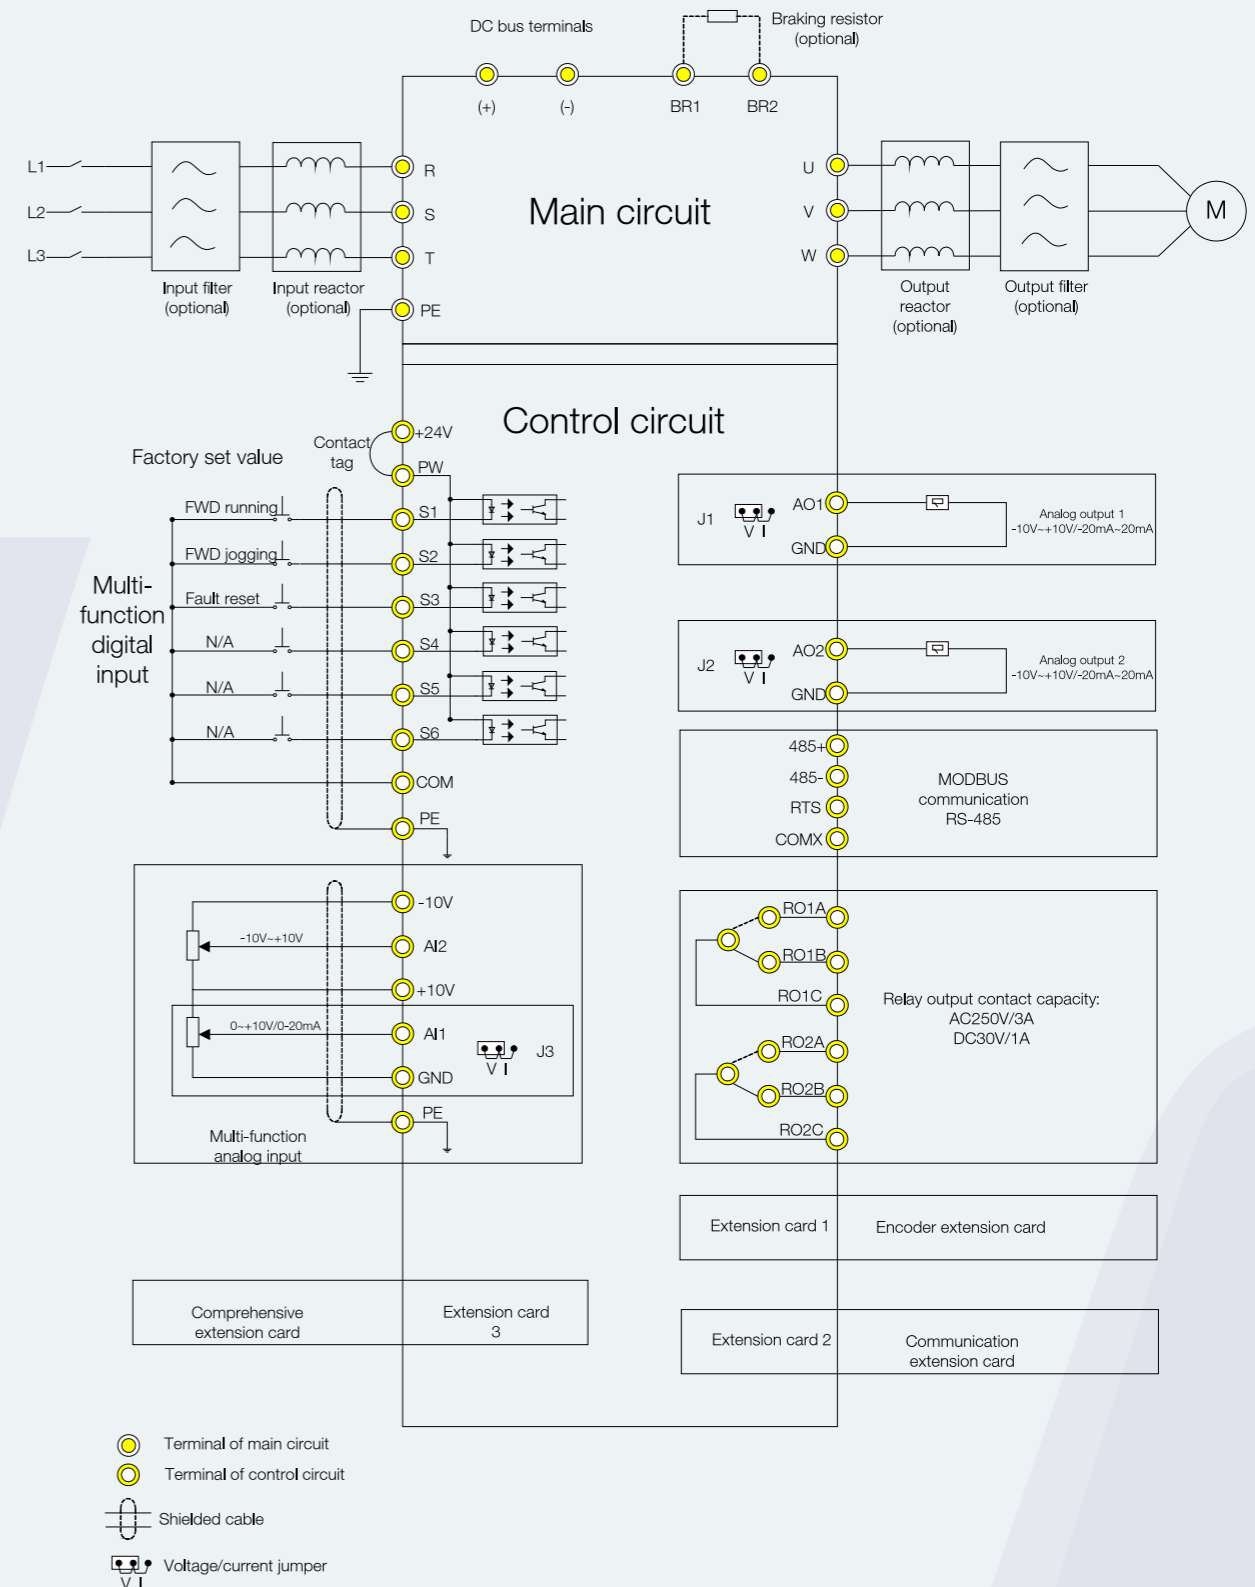 DC bus terminals
Braking resistor
(optional)
(+)
(-)
BR1
BR2
L1
L2
L3
R
S
T
PE
Input filter
(optional)
Input reactor
(optional)
Main circuit
U
V
W
M
Output
reactor
(optional)
Output filter
(optional)
Control circuit
Factory set value
Contact
tag
+24V
PW
Multi-
function
digital
input
FWD running
S1
FWD jogging
S2
Fault reset
S3
N/A
S4
N/A
S5
N/A
S6
COM
PE
J1
V I
AO1
GND
Analog output 1
-10V~+10V/-20mA~20mA
J2
V I
AO2
GND
Analog output 2
-10V~+10V/-20mA~20mA
485+
485-
RTS
COMX
MODBUS
communication
RS-485
-10V
-10V~+10V
AI2
+10V
0~+10V/0-20mA
AI1
V I
J3
GND
PE
Multi-function
analog input
RO1A
RO1B
RO1C
RO2A
RO2B
RO2C
Relay output contact capacity:
AC250V/3A
DC30V/1A
Extension card 1
Encoder extension card
Comprehensive
extension card
Extension card
3
Extension card 2
Communication
extension card
Terminal of main circuit
Terminal of control circuit
Shielded cable
Voltage/current jumper
V I